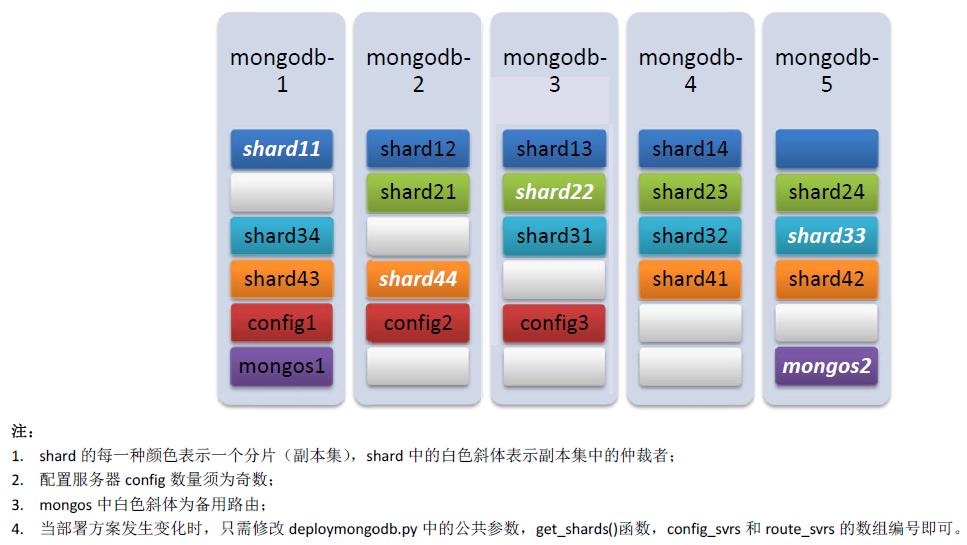 mongodb-
1
mongodb-
2
mongodb-
3
mongodb-
4
mongodb-
5
shard11
shard12
shard13
shard14
shard21
shard22
shard23
shard24
shard34
shard31
shard32
shard33
shard43
shard44
shard41
shard42
config1
config2
config3
mongos1
mongos2
注：
1. shard 的每一种颜色表示一个分片（副本集），shard 中的白色斜体表示副本集中的仲裁者；
2. 配置服务器 config 数量须为奇数；
3. mongos 中白色斜体为备用路由；
4. 当部署方案发生变化时，只需修改 deploymongodb.py 中的公共参数，get_shards()函数，config_svrs 和 route_svrs 的数组编号即可。